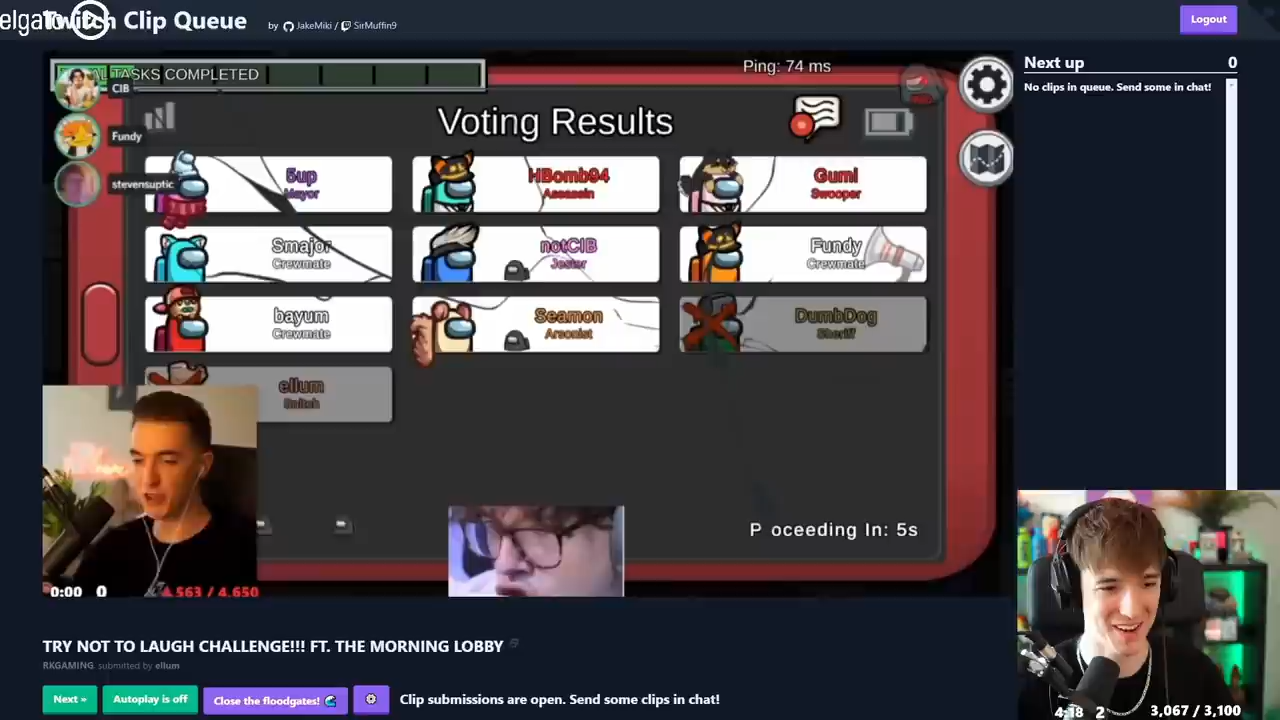 elgato
Twitch Clip Queue
by JakeMiki / SirMuffin9
Logout
TASKS COMPLETED
Ping: 74 ms
Next up
0
No clips in queue. Send some in chat!
CIB
Fundy
stevensuptic
Voting Results
5up
Mayor
HBomb94
Assassin
Gumi
Swooper
Smajor
Crewmate
notCIB
Jester
Fundy
Crewmate
bayum
Crewmate
Seamon
Arsonist
DumbDog
Sheriff
ellum
Snitch
P oceeding In: 5s
0:00 0
563 / 4,650
TRY NOT TO LAUGH CHALLENGE!!! FT. THE MORNING LOBBY
RKGAMING submitted by ellum
Next »
Autoplay is off
Close the floodgates!
Clip submissions are open. Send some clips in chat!
4:18 2 3,067 / 3,100